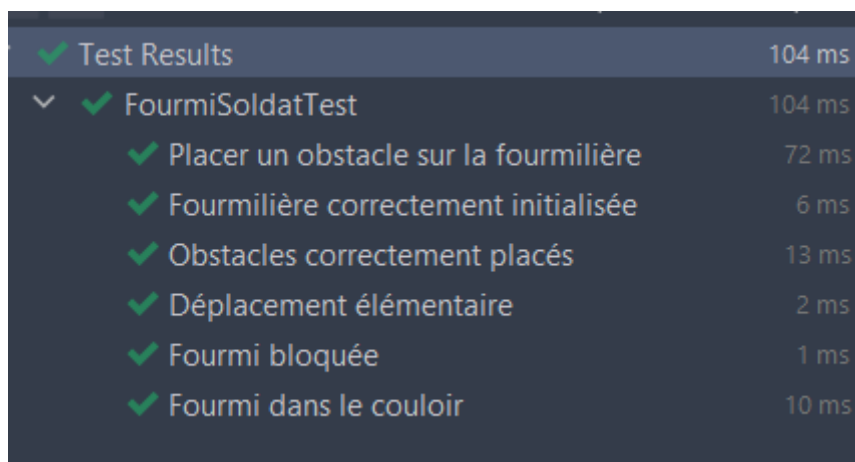 Test Results 104 ms
FourmiSoldatTest 104 ms
Placer un obstacle sur la fourmilière 72 ms
Fourmilière correctement initialisée 6 ms
Obstacles correctement placés 13 ms
Déplacement élémentaire 2 ms
Fourmi bloquée 1 ms
Fourmi dans le couloir 10 ms